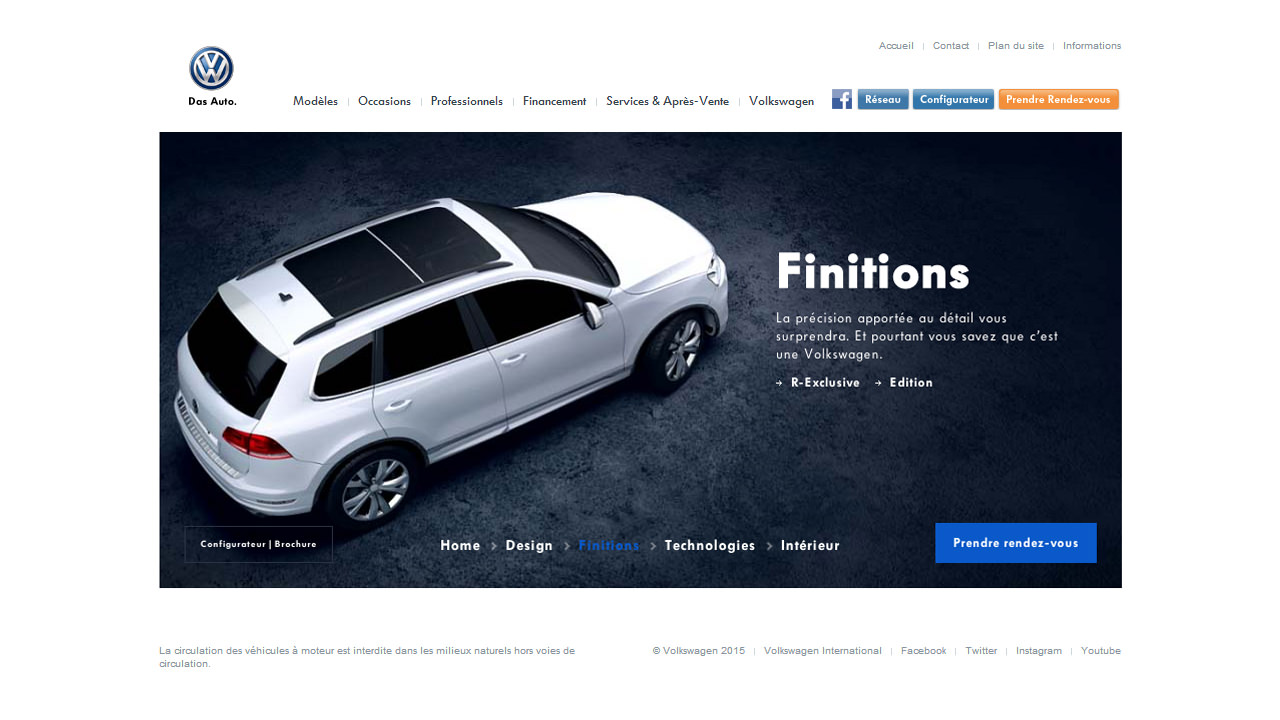 Accueil Contact Plan du site Informations
Das Auto.
Modèles Occasions Professionnels Financement Services & Après-Vente Volkswagen Réseau Configurateur Prendre Rendez-vous
Finitions
La précision apportée au détail vous
surprendra. Et pourtant vous savez que c'est
une Volkswagen.
R-Exclusive Edition
Configurateur | Brochure
Home Design Finitions Technologies Intérieur
Prendre rendez-vous
La circulation des véhicules à moteur est interdite dans les milieux naturels hors voies de
circulation.
© Volkswagen 2015 Volkswagen International Facebook Twitter Instagram Youtube